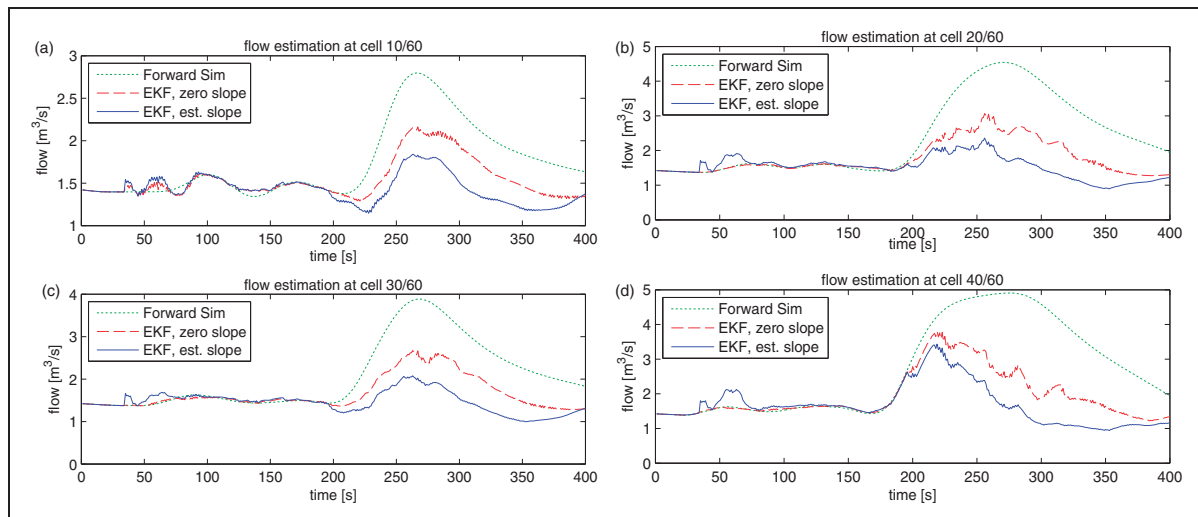 (a)
flow estimation at cell 10/60
3
2.5
2
1.5
1
flow [m³/s]
Forward Sim
EKF, zero slope
EKF, est. slope
0 50 100 150 200 250 300 350 400
time [s]
(b)
flow estimation at cell 20/60
5
4
3
2
1
0
flow [m³/s]
Forward Sim
EKF, zero slope
EKF, est. slope
0 50 100 150 200 250 300 350 400
time [s]
(c)
flow estimation at cell 30/60
4
3
2
1
0
flow [m³/s]
Forward Sim
EKF, zero slope
EKF, est. slope
0 50 100 150 200 250 300 350 400
time [s]
(d)
flow estimation at cell 40/60
5
4
3
2
1
0
flow [m³/s]
Forward Sim
EKF, zero slope
EKF, est. slope
0 50 100 150 200 250 300 350 400
time [s]